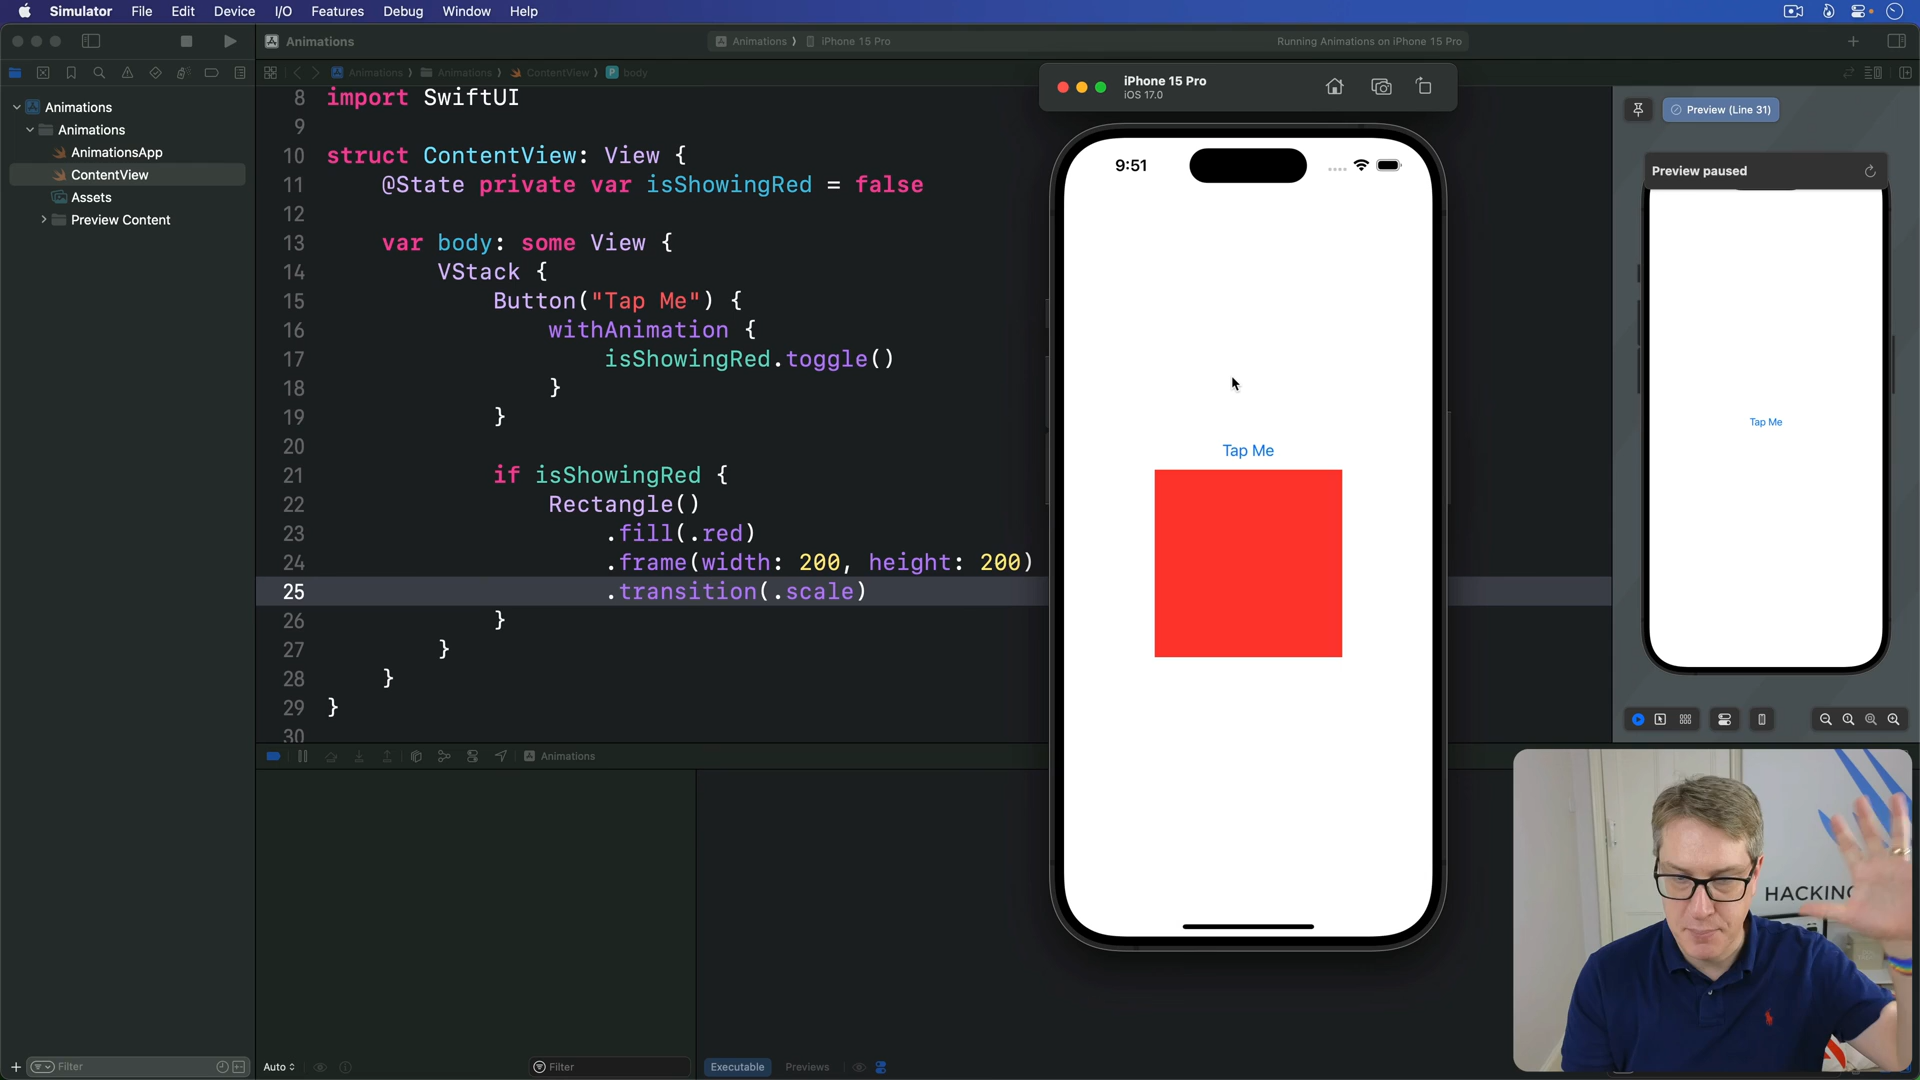 Simulator File Edit Device I/O Features Debug Window Help
Animations
Animations ❭ iPhone 15 Pro
Running Animations on iPhone 15 Pro
Animations ❭ Animations ❭ ContentView ❭ body
Animations
Animations
AnimationsApp
ContentView
Assets
Preview Content
8 import SwiftUI
9
10 struct ContentView: View {
11 @State private var isShowingRed = false
12
13 var body: some View {
14 VStack {
15 Button("Tap Me") {
16 withAnimation {
17 isShowingRed.toggle()
18 }
19 }
20
21 if isShowingRed {
22 Rectangle()
23 .fill(.red)
24 .frame(width: 200, height: 200)
25 .transition(.scale)
26 }
27 }
28 }
29 }
30
iPhone 15 Pro
iOS 17.0
9:51
Tap Me
Preview (Line 31)
Preview paused
Tap Me
Animations
HACKING
Filter
Auto
Filter
Executable Previews